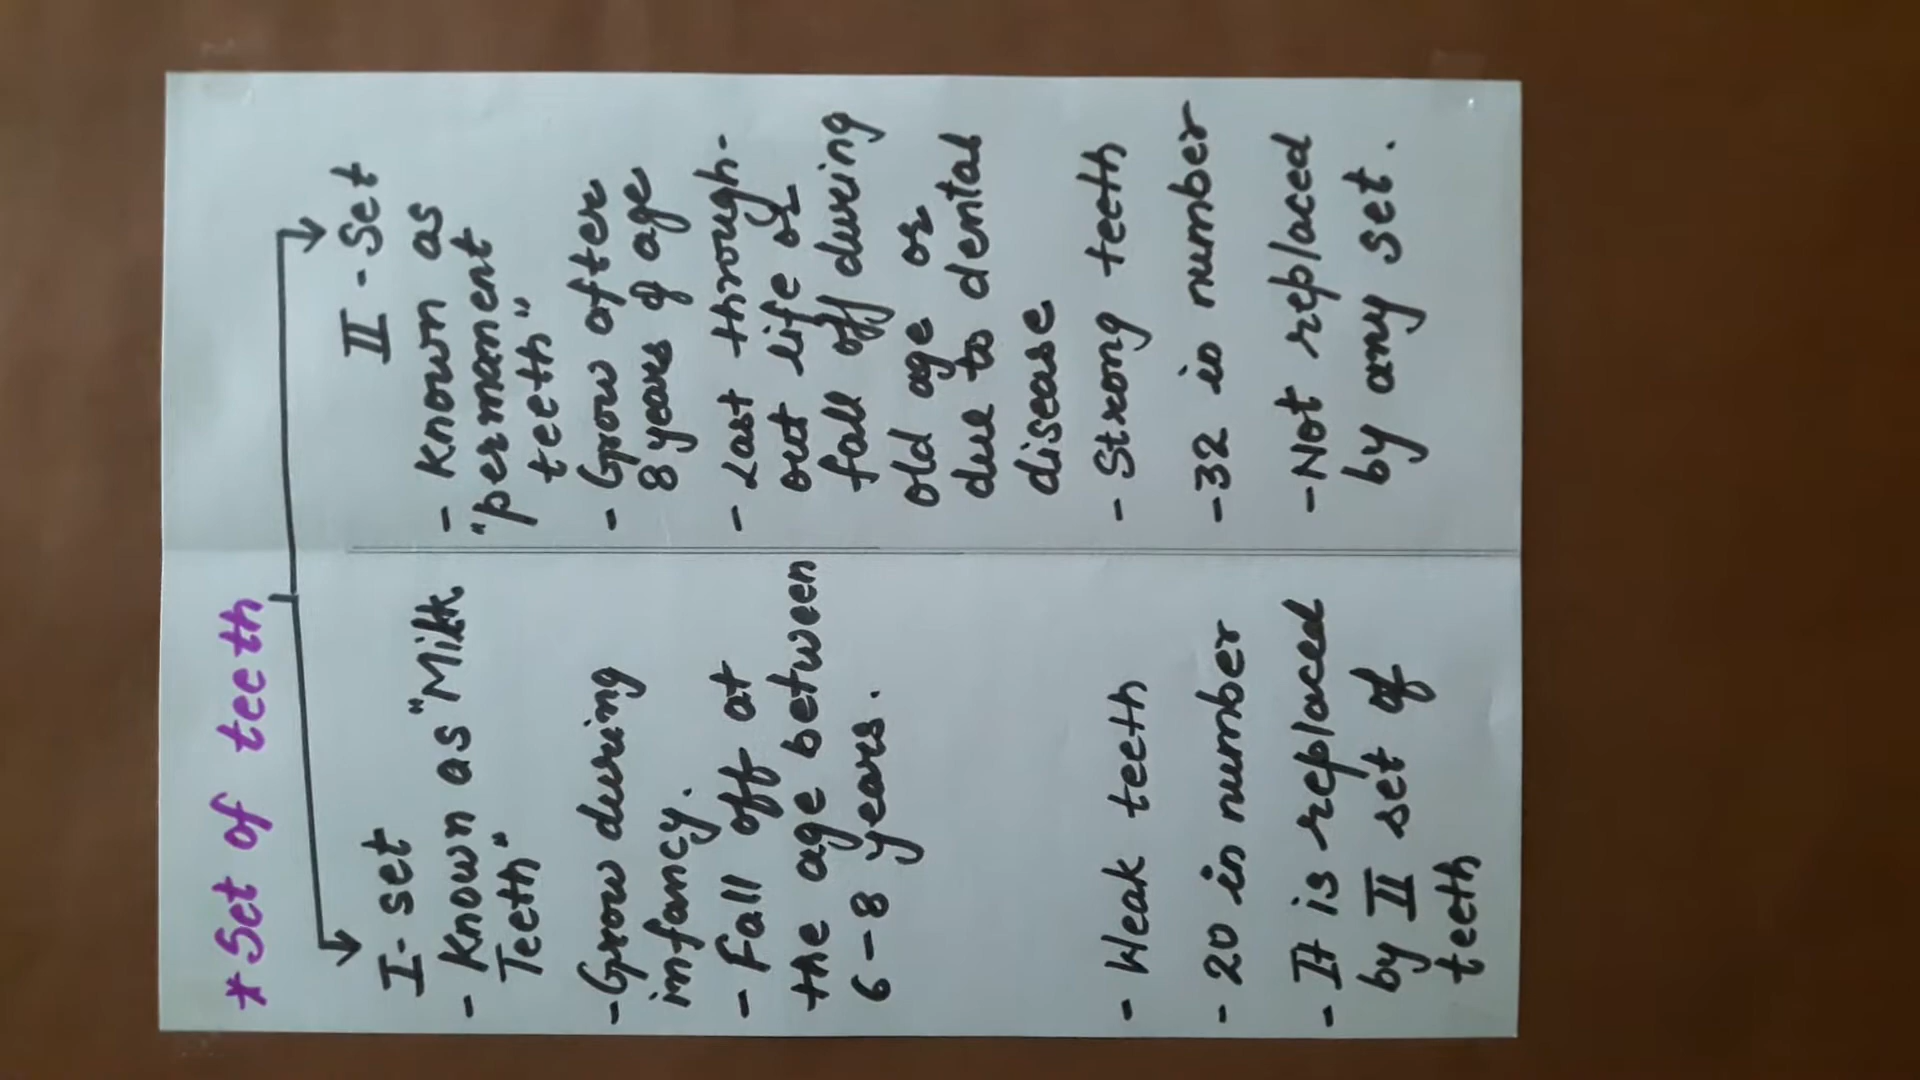 * Set of teeth
I - set
- Known as "Milk
Teeth"
- Grow during
infancy.
- Fall off at
the age between
6 - 8 years.
- Weak teeth
- 20 in number
- It is replaced
by II set of
teeth
II - Set
- Known as
"permanent
teeth"
- Grow after
8 years of age
- Last through-
out life or
fall off during
old age or
due to dental
disease
- Strong teeth
- 32 in number
- Not replaced
by any set.